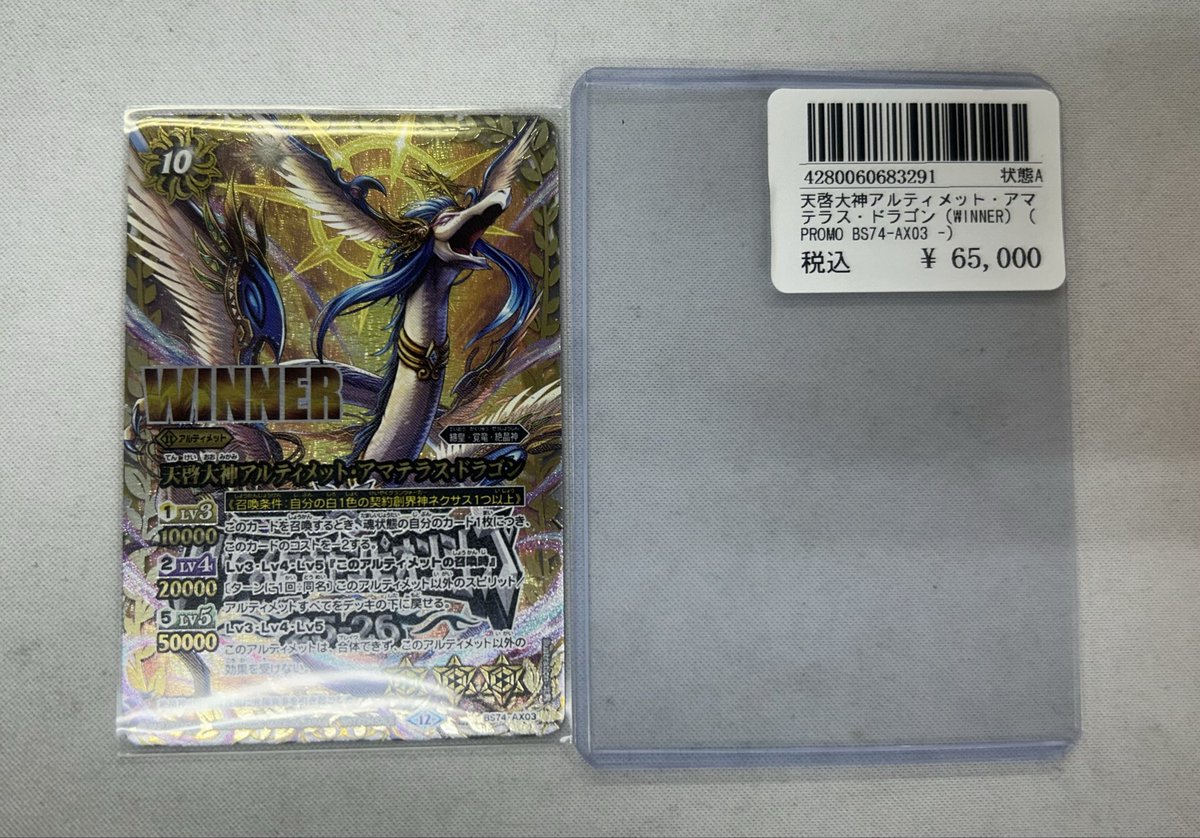 10
WINNER
アルティメット
天啓大神アルティメット・アマテラス・ドラゴン
《召喚条件:自分の白1色の契約創界神ネクサス1つ以上》
1 LV3
10000
このカードを召喚するとき、魂状態の自分のカード1枚につき、
このカードのコストを-2する。
2 LV4
20000
Lv3・Lv4・Lv5『このアルティメットの召喚時』
[ターンに1回:同名]このアルティメット以外のスピリット/
アルティメットすべてをデッキの下に戻せる。
5 LV5
50000
Lv3・Lv4・Lv5
このアルティメットは、合体できず、このアルティメット以外の
効果を受けない。
12
BS74-AX03
4280060683291 状態A
天啓大神アルティメット・アマ
テラス・ドラゴン (WINNER) (
PROMO BS74-AX03 -)
税込 ¥ 65,000